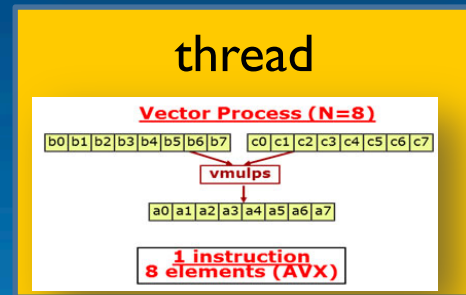 thread
Vector Process (N=8)
b0 b1 b2 b3 b4 b5 b6 b7 c0 c1 c2 c3 c4 c5 c6 c7
vmulps
a0 a1 a2 a3 a4 a5 a6 a7
1 instruction
8 elements (AVX)